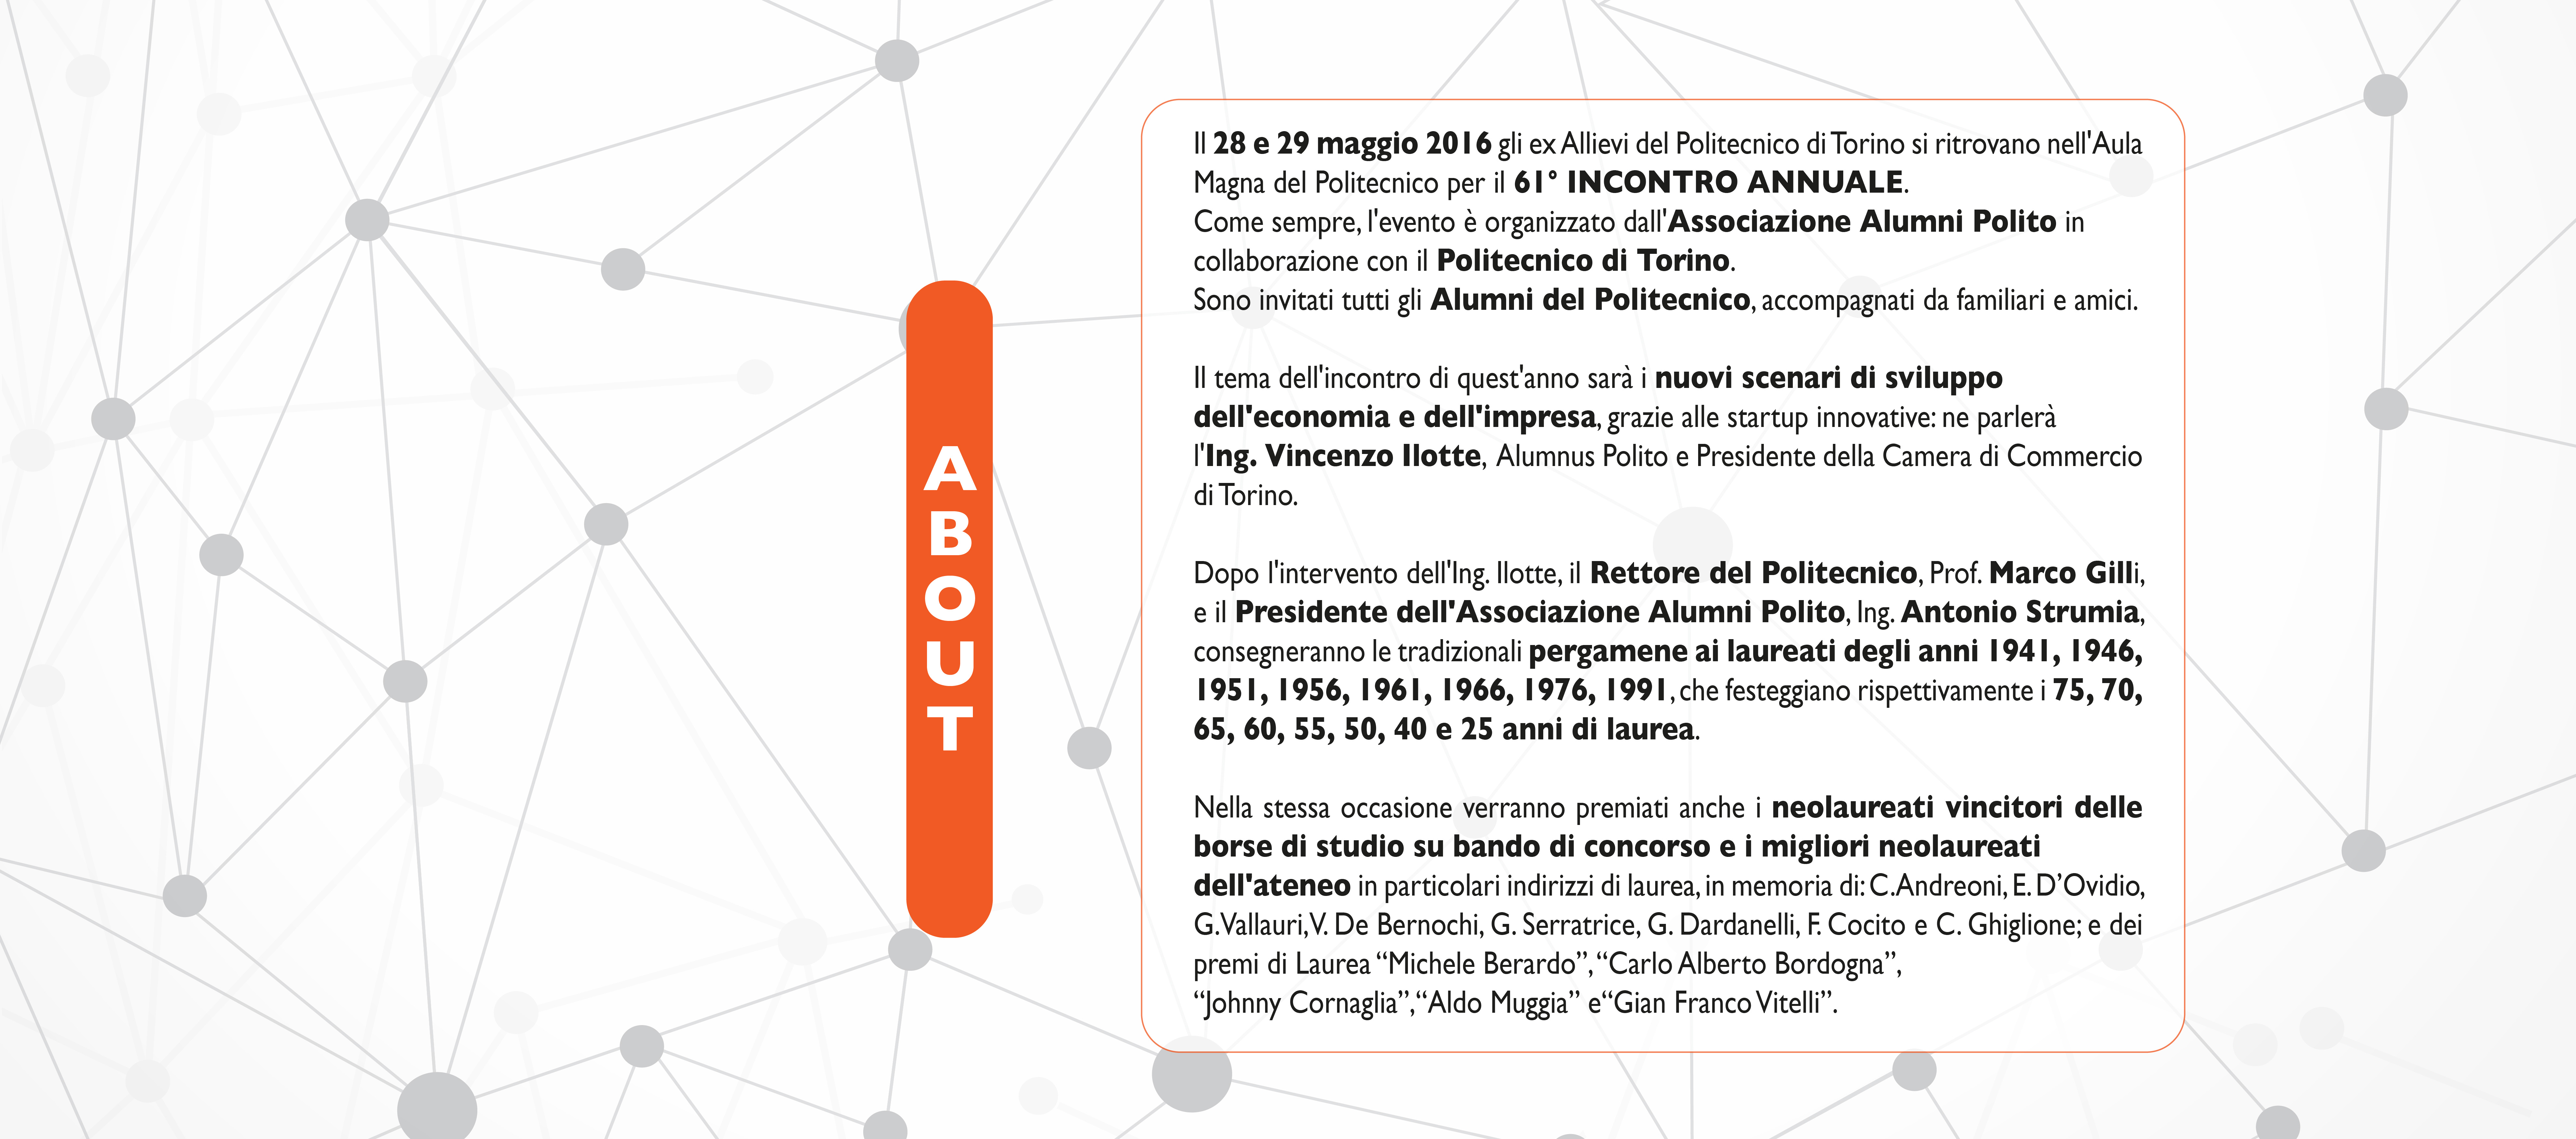 ABOUT
Il 28 e 29 maggio 2016 gli ex Allievi del Politecnico di Torino si ritrovano nell'Aula
Magna del Politecnico per il 61° INCONTRO ANNUALE.
Come sempre, l'evento è organizzato dall'Associazione Alumni Polito in
collaborazione con il Politecnico di Torino.
Sono invitati tutti gli Alumni del Politecnico, accompagnati da familiari e amici.
Il tema dell'incontro di quest'anno sarà i nuovi scenari di sviluppo
dell'economia e dell'impresa, grazie alle startup innovative: ne parlerà
l'Ing. Vincenzo Ilotte, Alumnus Polito e Presidente della Camera di Commercio
di Torino.
Dopo l'intervento dell'Ing. Ilotte, il Rettore del Politecnico, Prof. Marco Gilli,
e il Presidente dell'Associazione Alumni Polito, Ing. Antonio Strumia,
consegneranno le tradizionali pergamene ai laureati degli anni 1941, 1946,
1951, 1956, 1961, 1966, 1976, 1991, che festeggiano rispettivamente i 75, 70,
65, 60, 55, 50, 40 e 25 anni di laurea.
Nella stessa occasione verranno premiati anche i neolaureati vincitori delle
borse di studio su bando di concorso e i migliori neolaureati
dell'ateneo in particolari indirizzi di laurea, in memoria di: C. Andreoni, E. D’Ovidio,
G. Vallauri, V. De Bernochi, G. Serratrice, G. Dardanelli, F. Cocito e C. Ghiglione; e dei
premi di Laurea “Michele Berardo”, “Carlo Alberto Bordogna”,
“Johnny Cornaglia”, “Aldo Muggia” e“Gian Franco Vitelli”.